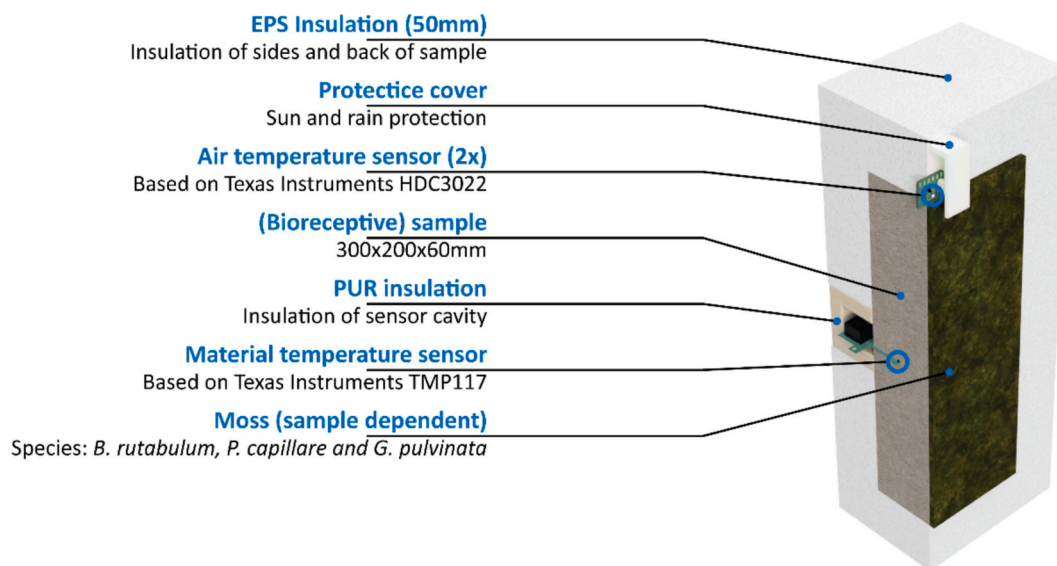 EPS Insulation (50mm)
Insulation of sides and back of sample
Protectice cover
Sun and rain protection
Air temperature sensor (2x)
Based on Texas Instruments HDC3022
(Bioreceptive) sample
300x200x60mm
PUR insulation
Insulation of sensor cavity
Material temperature sensor
Based on Texas Instruments TMP117
Moss (sample dependent)
Species: B. rutabulum, P. capillare and G. pulvinata